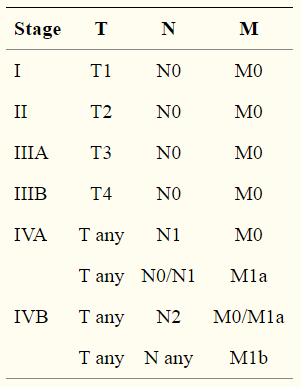 Stage T N M
I T1 N0 M0
II T2 N0 M0
IIIA T3 N0 M0
IIIB T4 N0 M0
IVA T any N1 M0
T any N0/N1 M1a
IVB T any N2 M0/M1a
T any N any M1b